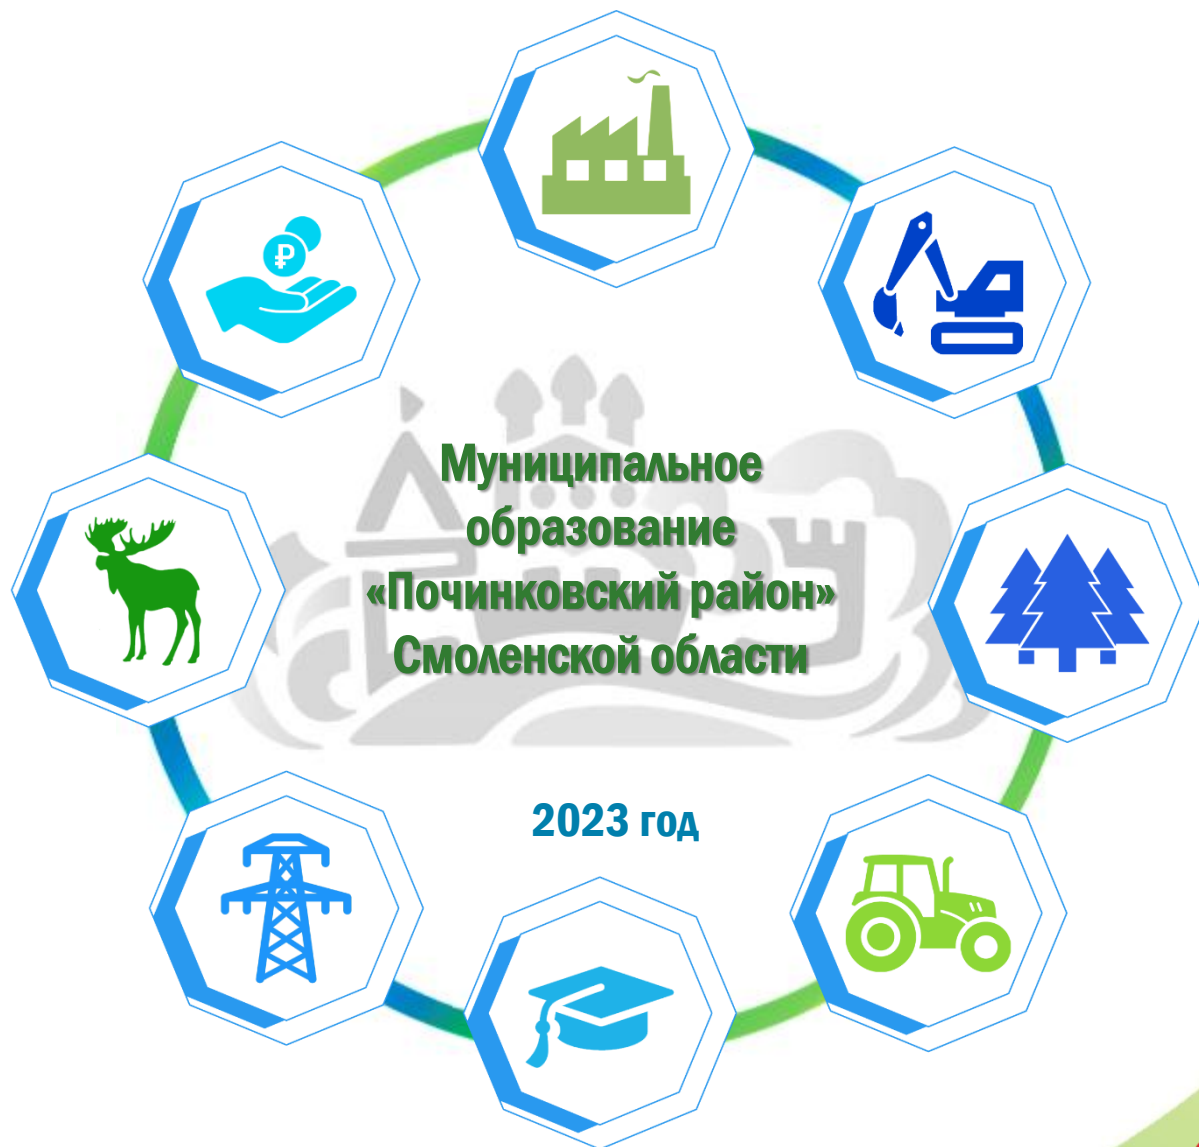 ₽
Муниципальное
образование
«Починковский район»
Смоленской области
2023 год